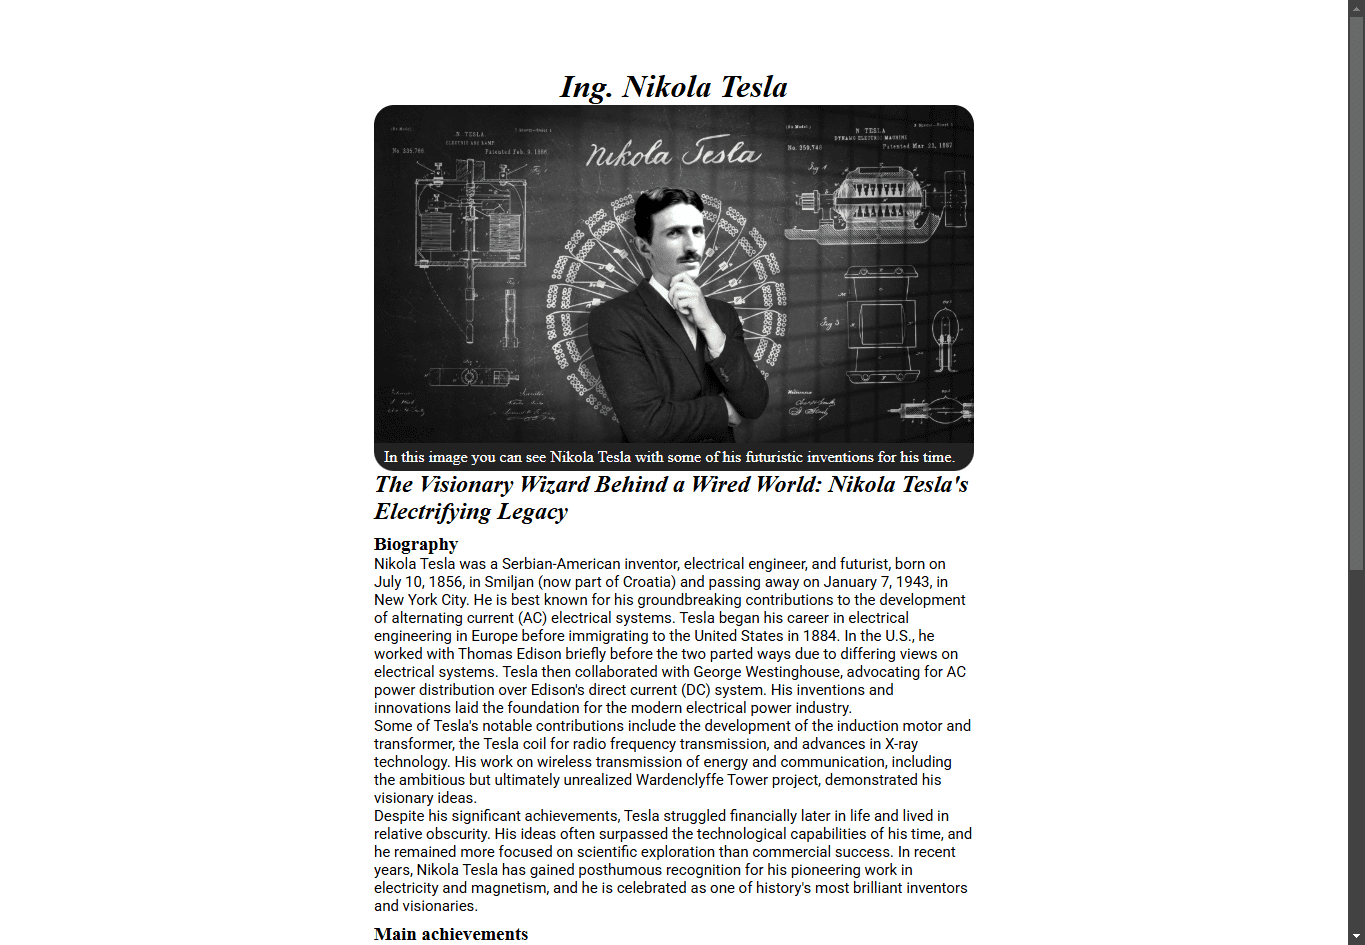 Ing. Nikola Tesla
N. TESLA.
ELECTRIC ARC LAMP
No. 335,786
Patented Feb. 9, 1886
Nikola Tesla
(No Model.)
N. TESLA
DYNAMO ELECTRIC MACHINE
No. 359,748
Patented Mar. 22, 1887
In this image you can see Nikola Tesla with some of his futuristic inventions for his time.
The Visionary Wizard Behind a Wired World: Nikola Tesla's
Electrifying Legacy
Biography
Nikola Tesla was a Serbian-American inventor, electrical engineer, and futurist, born on
July 10, 1856, in Smiljan (now part of Croatia) and passing away on January 7, 1943, in
New York City. He is best known for his groundbreaking contributions to the development
of alternating current (AC) electrical systems. Tesla began his career in electrical
engineering in Europe before immigrating to the United States in 1884. In the U.S., he
worked with Thomas Edison briefly before the two parted ways due to differing views on
electrical systems. Tesla then collaborated with George Westinghouse, advocating for AC
power distribution over Edison's direct current (DC) system. His inventions and
innovations laid the foundation for the modern electrical power industry.
Some of Tesla's notable contributions include the development of the induction motor and
transformer, the Tesla coil for radio frequency transmission, and advances in X-ray
technology. His work on wireless transmission of energy and communication, including
the ambitious but ultimately unrealized Wardenclyffe Tower project, demonstrated his
visionary ideas.
Despite his significant achievements, Tesla struggled financially later in life and lived in
relative obscurity. His ideas often surpassed the technological capabilities of his time, and
he remained more focused on scientific exploration than commercial success. In recent
years, Nikola Tesla has gained posthumous recognition for his pioneering work in
electricity and magnetism, and he is celebrated as one of history's most brilliant inventors
and visionaries.
Main achievements